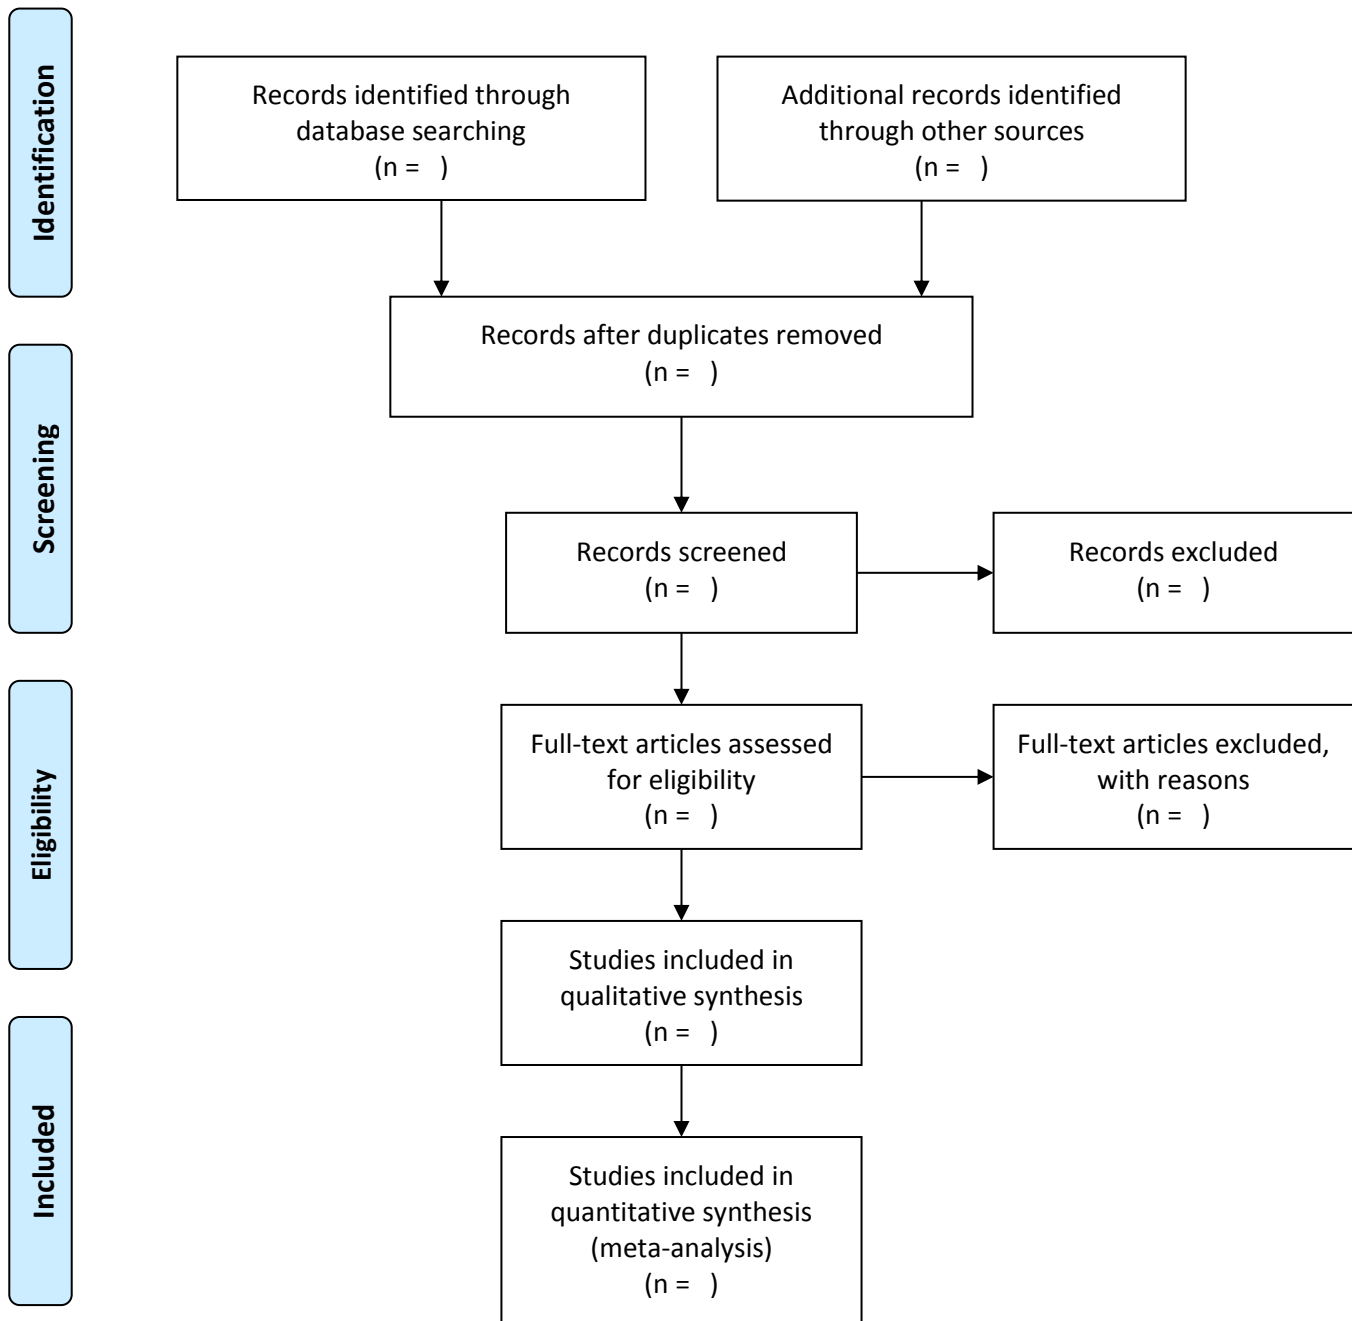 Identification
Records identified through
database searching
(n =   )
Additional records identified
through other sources
(n =   )
Records after duplicates removed
(n =   )
Screening
Records screened
(n =   )
Records excluded
(n =   )
Eligibility
Full-text articles assessed
for eligibility
(n =   )
Full-text articles excluded,
with reasons
(n =   )
Studies included in
qualitative synthesis
(n =   )
Included
Studies included in
quantitative synthesis
(meta-analysis)
(n =   )